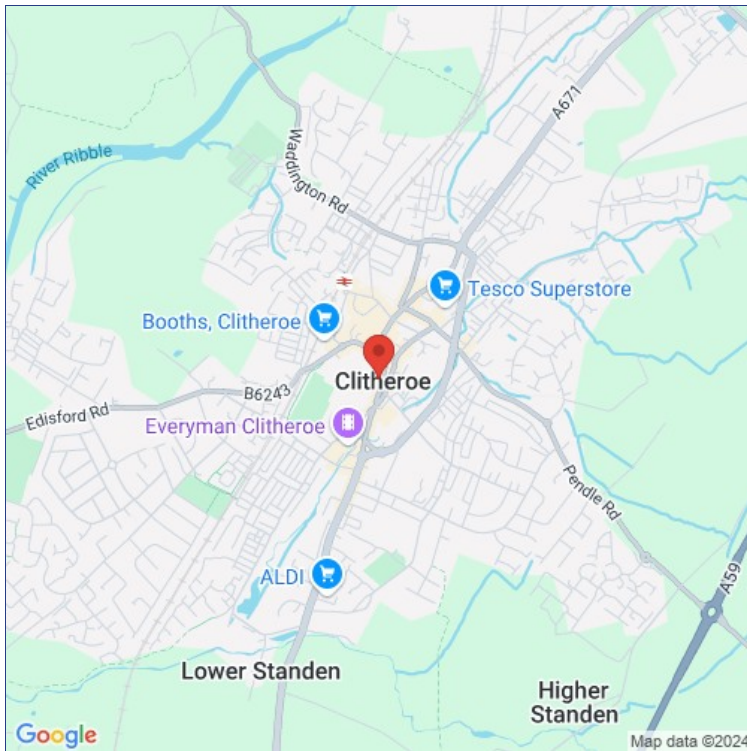 A671
River Ribble
Waddington Rd
Tesco Superstore
Booths, Clitheroe
Clitheroe
B6243
Edisford Rd
Everyman Clitheroe
Pendle Rd
ALDI
A59
Lower Standen
Higher
Standen
Google
Map data ©2024